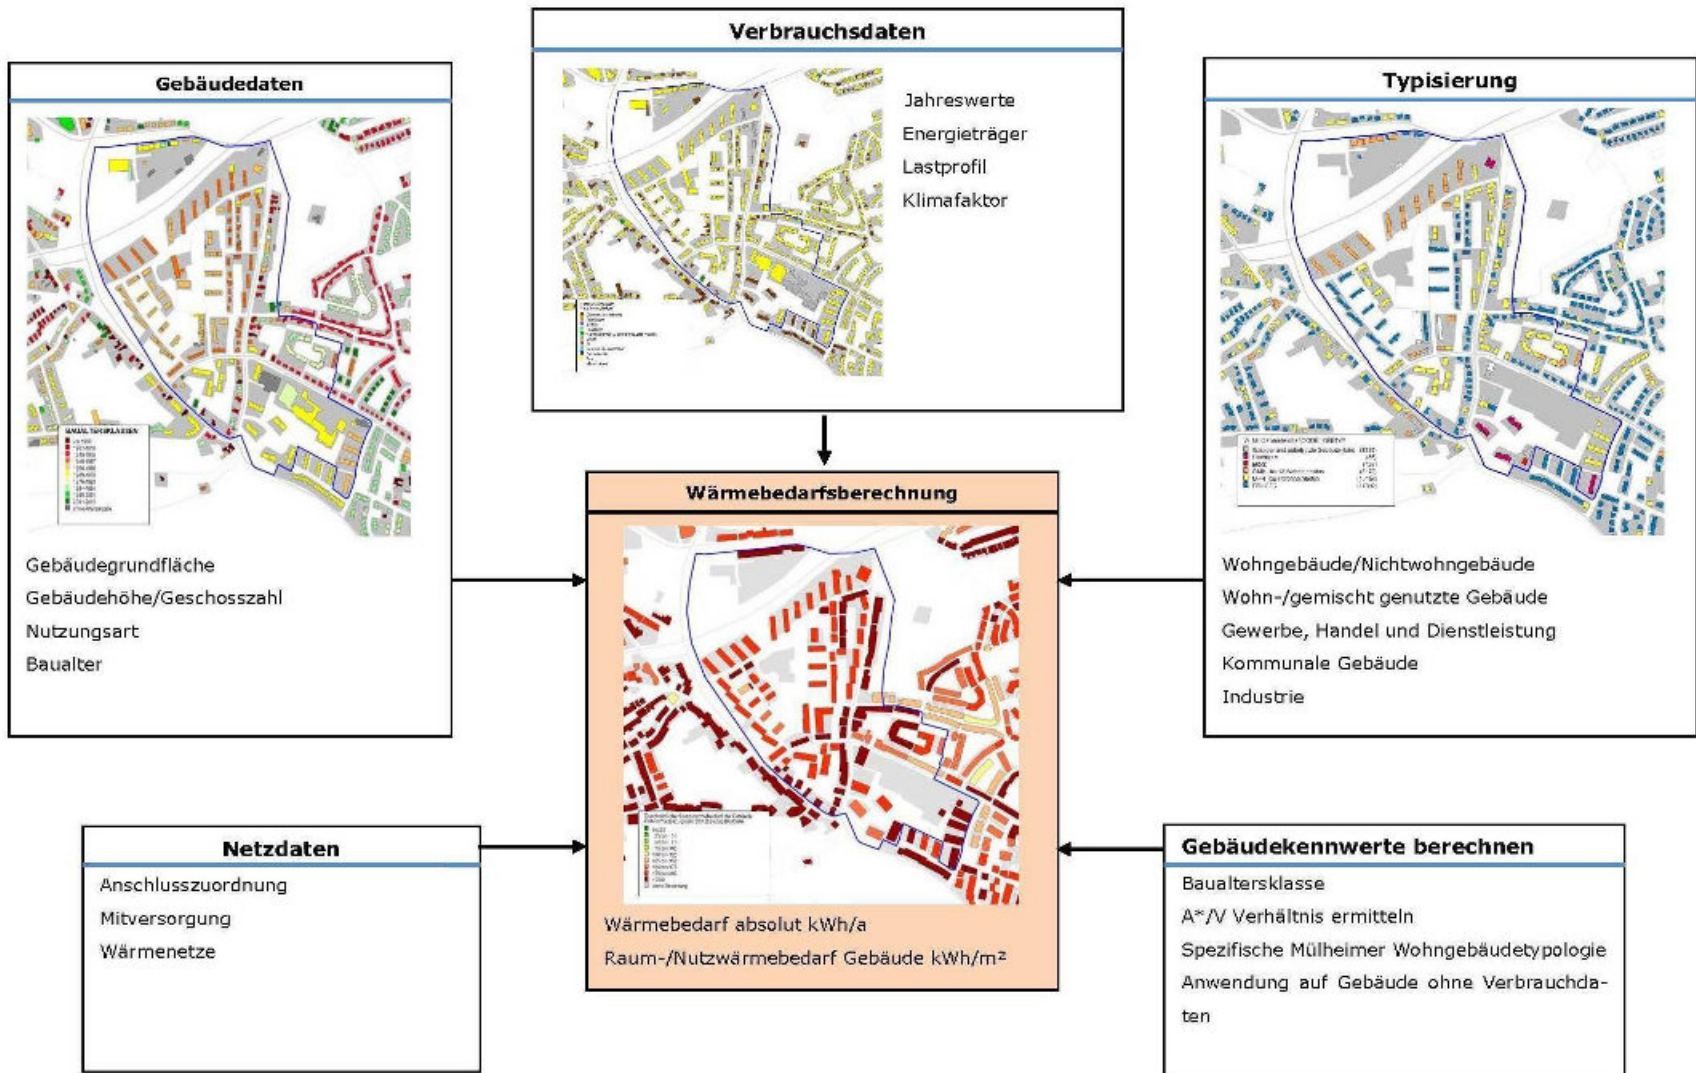 Verbrauchsdaten
Jahreswerte
Energieträger
Lastprofil
Klimafaktor
Gebäudedaten
BAUALTERSKLASSEN
Gebäudegrundfläche
Gebäudehöhe/Geschosszahl
Nutzungsart
Baualter
Typisierung
Wohngebäude/Nichtwohngebäude
Wohn-/gemischt genutzte Gebäude
Gewerbe, Handel und Dienstleistung
Kommunale Gebäude
Industrie
Wärmebedarfsberechnung
Wärmebedarf absolut kWh/a
Raum-/Nutzwärmebedarf Gebäude kWh/m²
Netzdaten
Anschlusszuordnung
Mitversorgung
Wärmenetze
Gebäudekennwerte berechnen
Baualtersklasse
A*/V Verhältnis ermitteln
Spezifische Mülheimer Wohngebäudetypologie
Anwendung auf Gebäude ohne Verbrauchda-
ten